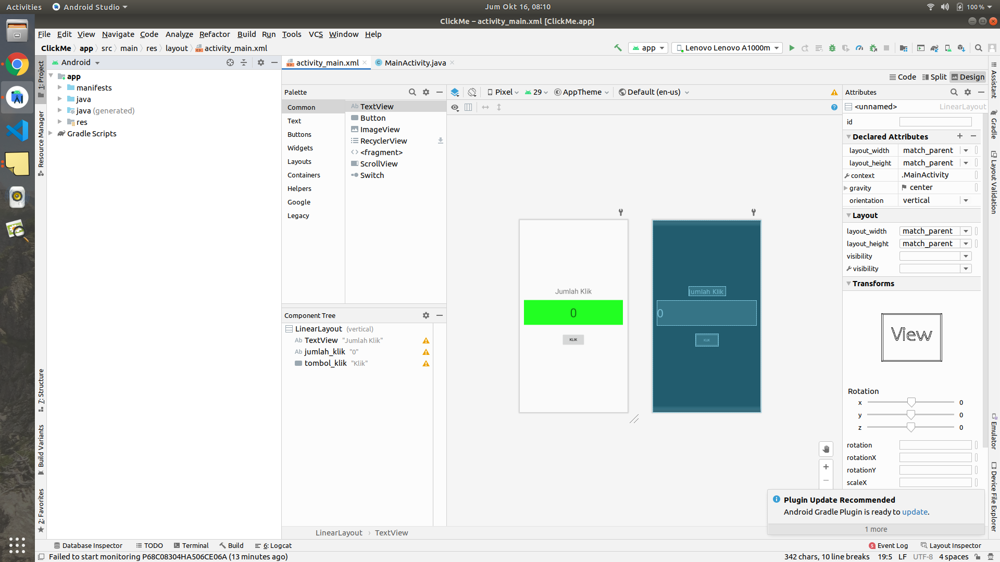 Activities
Android Studio
Jum Okt 16, 08:10
100 %
ClickMe – activity_main.xml [ClickMe.app]
File Edit View Navigate Code Analyze Refactor Build Run Tools VCS Window Help
ClickMe app src main res layout activity_main.xml
app
Lenovo Lenovo A1000m
1: Project
Resource Manager
7: Structure
Build Variants
2: Favorites
Android
app
manifests
java
java (generated)
res
Gradle Scripts
activity_main.xml
MainActivity.java
Code Split Design
Palette
Common
Text
Buttons
Widgets
Layouts
Containers
Helpers
Google
Legacy
Ab TextView
Button
ImageView
RecyclerView
<fragment>
ScrollView
Switch
Pixel
29
AppTheme
Default (en-us)
Component Tree
LinearLayout (vertical)
Ab TextView "Jumlah Klik"
Ab jumlah_klik "0"
tombol_klik "Klik"
Jumlah Klik
0
KLIK
Jumlah Klik
0
KLIK
LinearLayout › TextView
Attributes
<unnamed> LinearLayout
id
Declared Attributes
layout_width match_parent
layout_height match_parent
context .MainActivity
gravity center
orientation vertical
Layout
layout_width match_parent
layout_height match_parent
visibility
visibility
Transforms
View
Rotation
x 0
y 0
z 0
rotation
rotationX
rotationY
scaleX
Plugin Update Recommended
Android Gradle Plugin is ready to update.
1 more
Assistant
Gradle
Layout Validation
Emulator
Device File Explorer
Database Inspector TODO Terminal Build 6: Logcat
5 Event Log Layout Inspector
Failed to start monitoring P68C08304HA506CE06A (13 minutes ago)
342 chars, 10 line breaks 19:5 LF UTF-8 4 spaces